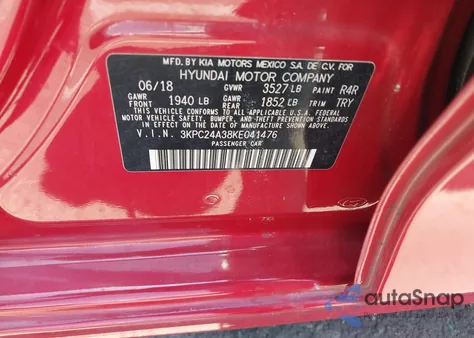 MFD. BY KIA MOTORS MEXICO S.A. DE C.V. FOR
HYUNDAI MOTOR COMPANY
06/18 GVWR 3527 LB PAINT R4R
GAWR FRONT 1940 LB GAWR REAR 1852 LB TRIM TRY
THIS VEHICLE CONFORMS TO ALL APPLICABLE U.S.A. FEDERAL
MOTOR VEHICLE SAFETY, BUMPER, AND THEFT PREVENTION
STANDARDS IN EFFECT ON THE DATE OF MANUFACTURE SHOWN ABOVE.
V.I.N. 3KPC24A38KE041476
PASSENGER CAR
autoSnap